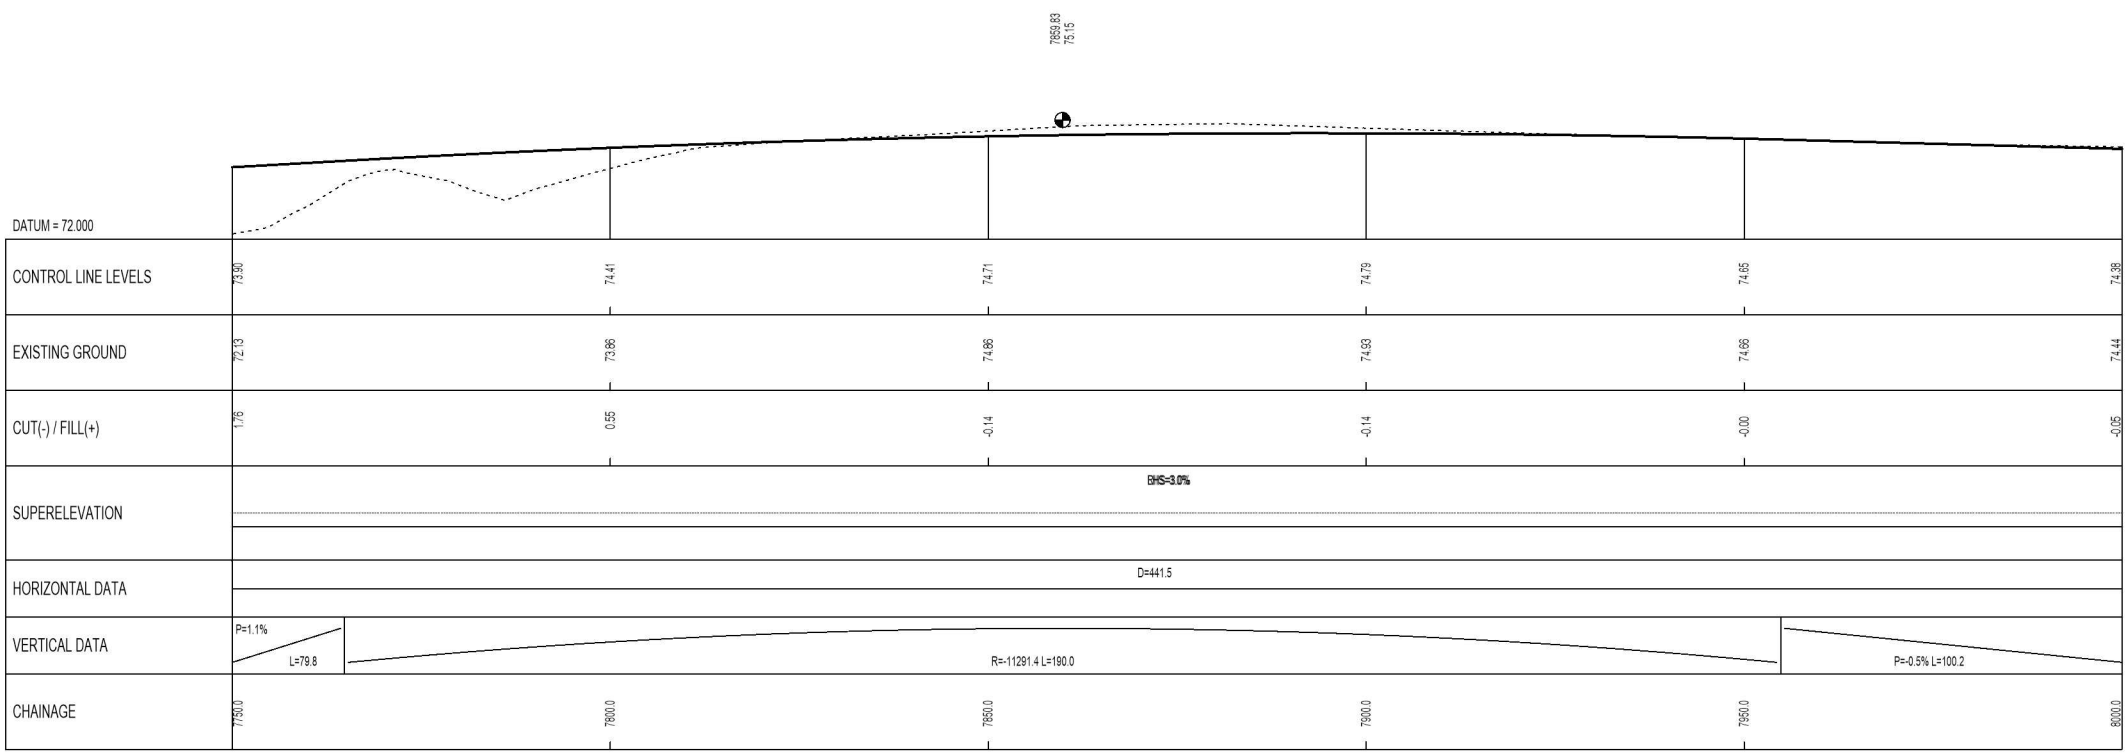 7859.83
75.15
DATUM = 72.000
CONTROL LINE LEVELS
73.90
74.41
74.71
74.79
74.65
74.38
EXISTING GROUND
72.13
73.86
74.86
74.93
74.66
74.44
CUT(-) / FILL(+)
1.76
0.55
-0.14
-0.14
-0.00
-0.05
SUPERELEVATION
HORIZONTAL DATA
D=441.5
VERTICAL DATA
P=1.1%
L=79.8
R=-11291.4 L=190.0
P=-0.5% L=100.2
CHAINAGE
7750.0
7800.0
7850.0
7900.0
7950.0
8000.0